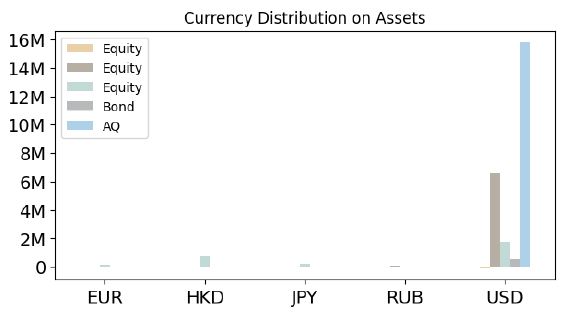 Currency Distribution on Assets
16M
14M
12M
10M
8M
6M
4M
2M
0
Equity
Equity
Equity
Bond
AQ
EUR HKD JPY RUB USD